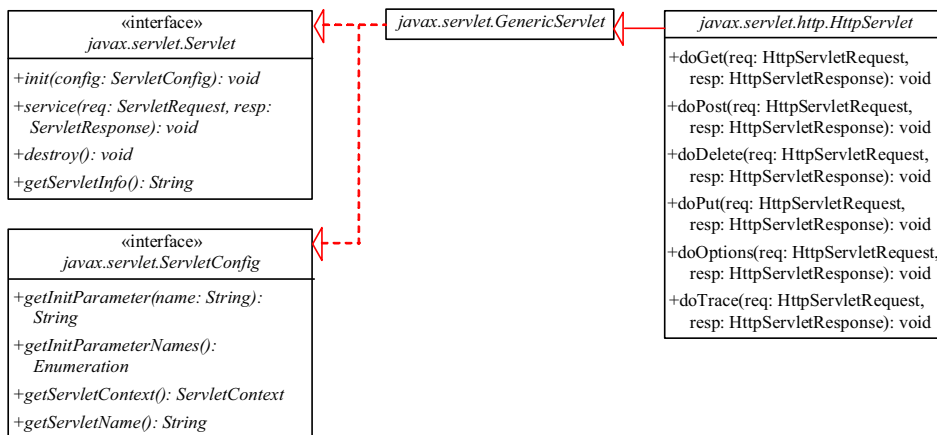 «interface»
javax.servlet.Servlet
+init(config: ServletConfig): void
+service(req: ServletRequest, resp:
ServletResponse): void
+destroy(): void
+getServletInfo(): String
«interface»
javax.servlet.ServletConfig
+getInitParameter(name: String):
String
+getInitParameterNames():
Enumeration
+getServletContext(): ServletContext
+getServletName(): String
javax.servlet.GenericServlet
javax.servlet.http.HttpServlet
+doGet(req: HttpServletRequest,
resp: HttpServletResponse): void
+doPost(req: HttpServletRequest,
resp: HttpServletResponse): void
+doDelete(req: HttpServletRequest,
resp: HttpServletResponse): void
+doPut(req: HttpServletRequest,
resp: HttpServletResponse): void
+doOptions(req: HttpServletRequest,
resp: HttpServletResponse): void
+doTrace(req: HttpServletRequest,
resp: HttpServletResponse): void